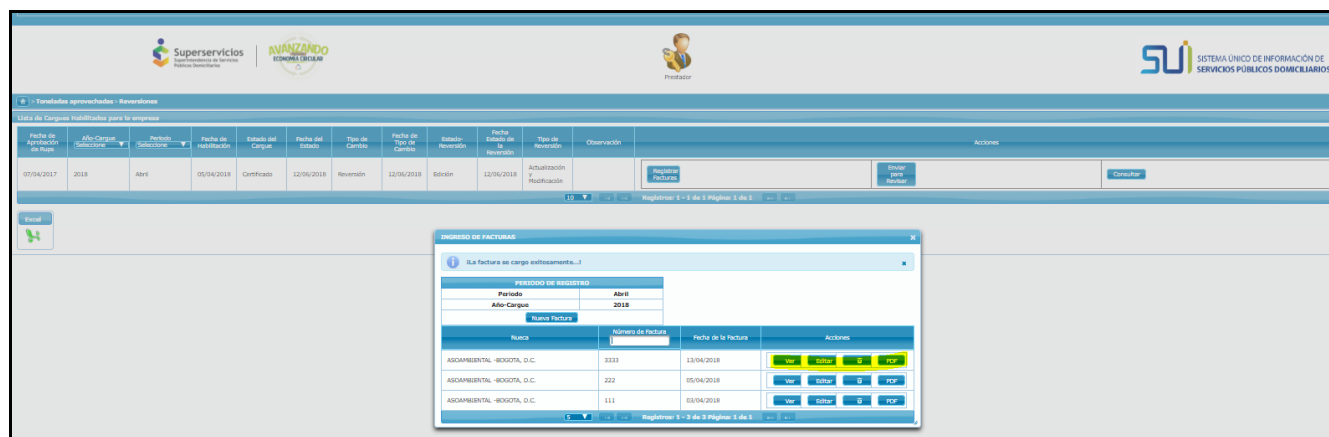 Superservicios
Superintendencia de Servicios
Públicos Domiciliarios
AVANZANDO
ECONOMÍA CIRCULAR
Prestador
SUI
SISTEMA ÚNICO DE INFORMACIÓN DE
SERVICIOS PÚBLICOS DOMICILIARIOS
> Toneladas aprovechadas > Reversiones
Lista de Cargues Habilitados para la empresa
Fecha de Aprobación de Rups
Año-Cargue
Seleccione
Periodo
Seleccione
Fecha de Habilitación
Estado del Cargue
Fecha del Estado
Tipo de Cambio
Fecha de Tipo de Cambio
Estado-Reversión
Fecha Estado de la Reversión
Tipo de Reversión
Observación
Acciones
07/04/2017 2018 Abril 05/04/2018 Certificado 12/06/2018 Reversión 12/06/2018 Edición 12/06/2018 Actualización y Modificación
Registrar Facturas
Enviar para Revisar
Consultar
10 Registros: 1 - 1 de 1 Página: 1 de 1
Excel
INGRESO DE FACTURAS
¡La factura se cargo exitosamente...!
PERIODO DE REGISTRO
Periodo Abril
Año-Cargue 2018
Nueva Factura
Nueca Número de Factura Fecha de la Factura Acciones
ASOAMBIENTAL -BOGOTA, D.C. 3333 13/04/2018 Ver Editar PDF
ASOAMBIENTAL -BOGOTA, D.C. 222 05/04/2018 Ver Editar PDF
ASOAMBIENTAL -BOGOTA, D.C. 111 03/04/2018 Ver Editar PDF
5 Registros: 1 - 3 de 3 Página: 1 de 1